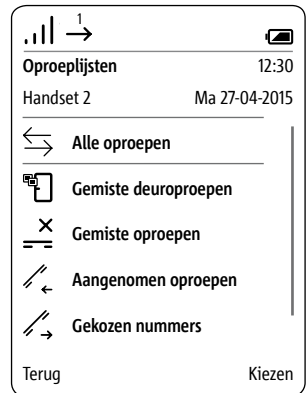 1
Oproeplijsten 12:30
Handset 2 Ma 27-04-2015
Alle oproepen
Gemiste deuroproepen
Gemiste oproepen
Aangenomen oproepen
Gekozen nummers
Terug Kiezen